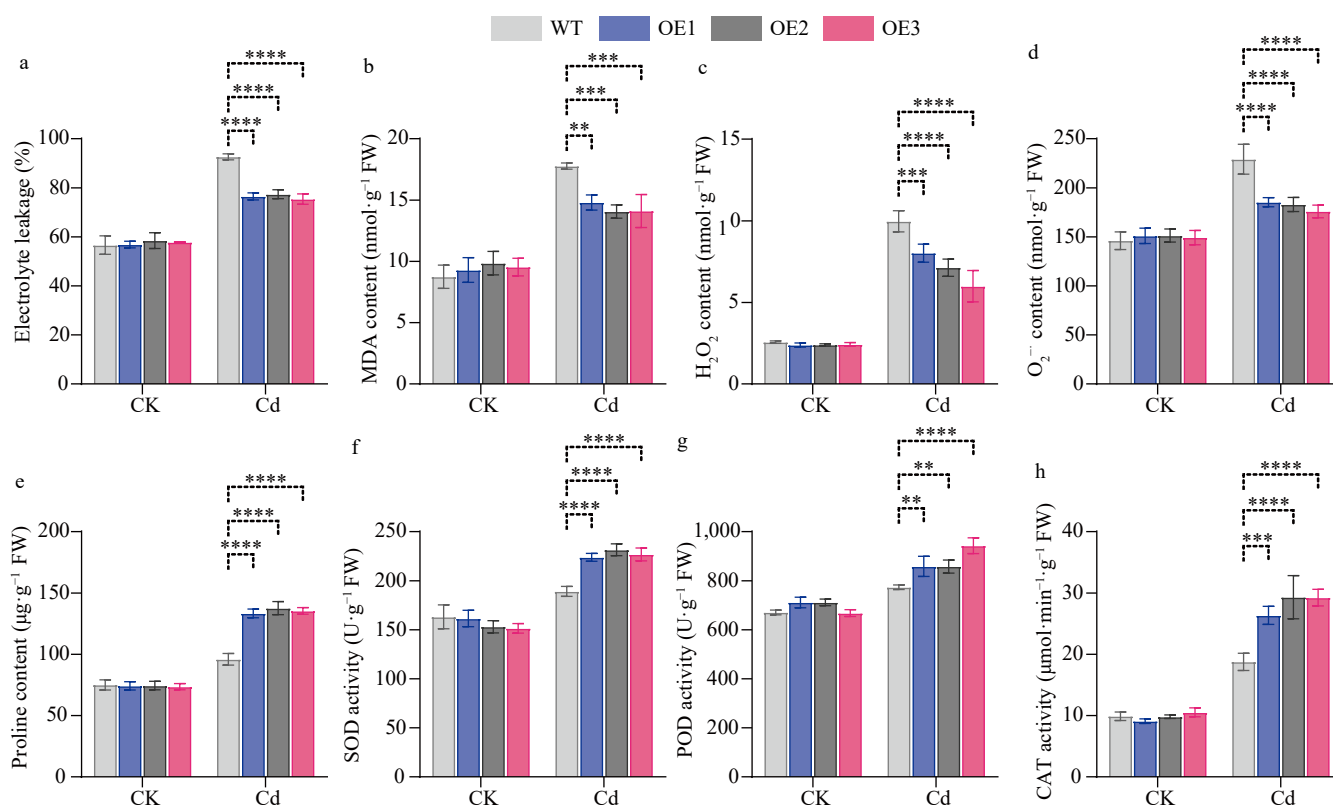 WT OE1 OE2 OE3
a
****
****
****
Electrolyte leakage (%)
100
80
60
40
20
0
CK Cd
b
***
***
**
MDA content (nmol·g⁻¹ FW)
20
15
10
5
0
CK Cd
c
****
****
***
H₂O₂ content (nmol·g⁻¹ FW)
15
10
5
0
CK Cd
d
****
****
****
O₂⁻· content (nmol·g⁻¹ FW)
250
200
150
100
50
0
CK Cd
e
****
****
****
Proline content (μg·g⁻¹ FW)
200
150
100
50
0
CK Cd
f
****
****
****
SOD activity (U·g⁻¹ FW)
250
200
150
100
50
0
CK Cd
g
****
**
**
POD activity (U·g⁻¹ FW)
1,000
800
600
400
200
0
CK Cd
h
****
****
***
CAT activity (μmol·min⁻¹·g⁻¹ FW)
40
30
20
10
0
CK Cd